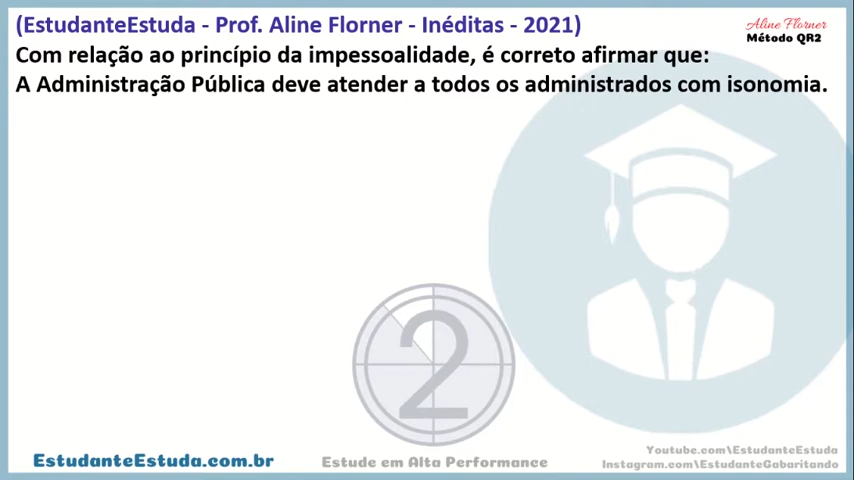 (EstudanteEstuda - Prof. Aline Florner - Inéditas - 2021)
Aline Florner
Método QR2
Com relação ao princípio da impessoalidade, é correto afirmar que:
A Administração Pública deve atender a todos os administrados com isonomia.
2
EstudanteEstuda.com.br
Estude em Alta Performance
Youtube.com\EstudanteEstuda
Instagram.com\EstudanteGabaritando